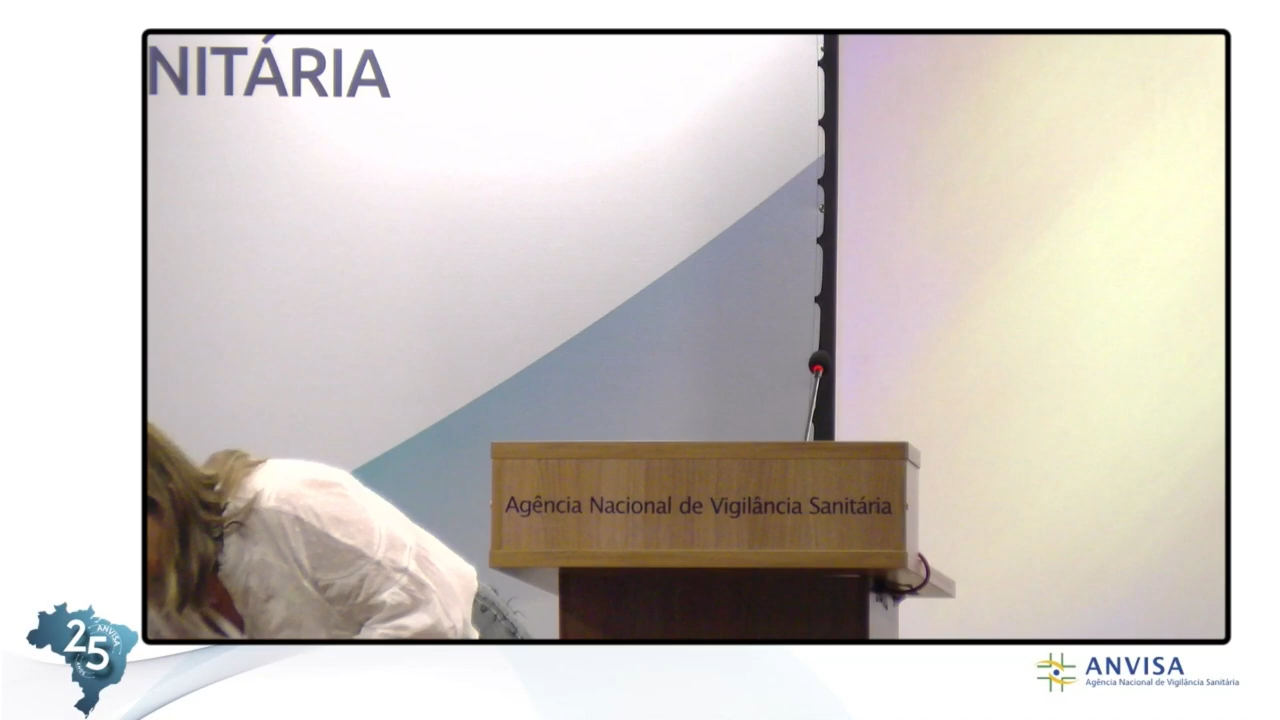 NITÁRIA
Agência Nacional de Vigilância Sanitária
25
ANVISA
ANVISA
Agência Nacional de Vigilância Sanitária